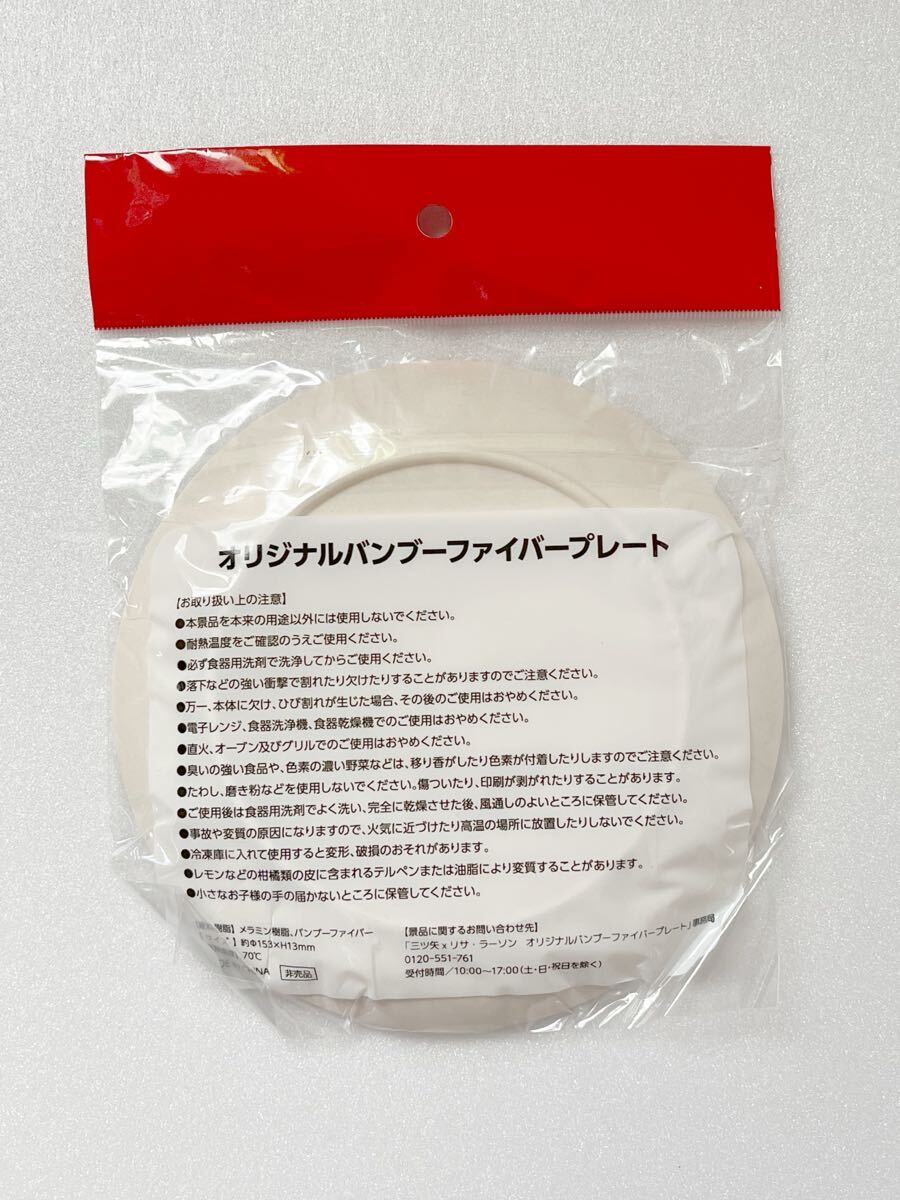 オリジナルバンブーファイバープレート
【お取り扱い上の注意】
●本景品を本来の用途以外には使用しないでください。
●耐熱温度をご確認のうえご使用ください。
●必ず食器用洗剤で洗浄してからご使用ください。
●落下などの強い衝撃で割れたり欠けたりすることがありますのでご注意ください。
●万一、本体に欠け、ひび割れが生じた場合、その後のご使用はおやめください。
●電子レンジ、食器洗浄機、食器乾燥機でのご使用はおやめください。
●直火、オーブン及びグリルでのご使用はおやめください。
●臭いの強い食品や、色素の濃い野菜などは、移り香がしたり色素が付着したりしますのでご注意ください。
●たわし、磨き粉などを使用しないでください。傷ついたり、印刷が剥がれたりすることがあります。
●ご使用後は食器用洗剤でよく洗い、完全に乾燥させた後、風通しのよいところに保管してください。
●事故や変質の原因になりますので、火気に近づけたり高温の場所に放置したりしないでください。
●冷凍庫に入れて使用すると変形、破損のおそれがあります。
●レモンなどの柑橘類の皮に含まれるテルペンまたは油脂により変質することがあります。
●小さなお子様の手の届かないところに保管してください。
樹脂】メラミン樹脂、バンブーファイバー
】約Φ153×H13mm
70℃
非売品
【景品に関するお問い合わせ先】
「三ツ矢 x リサ・ラーソン オリジナルバンブーファイバープレート」事務局
0120-551-761
受付時間/10:00～17:00(土・日・祝日を除く)